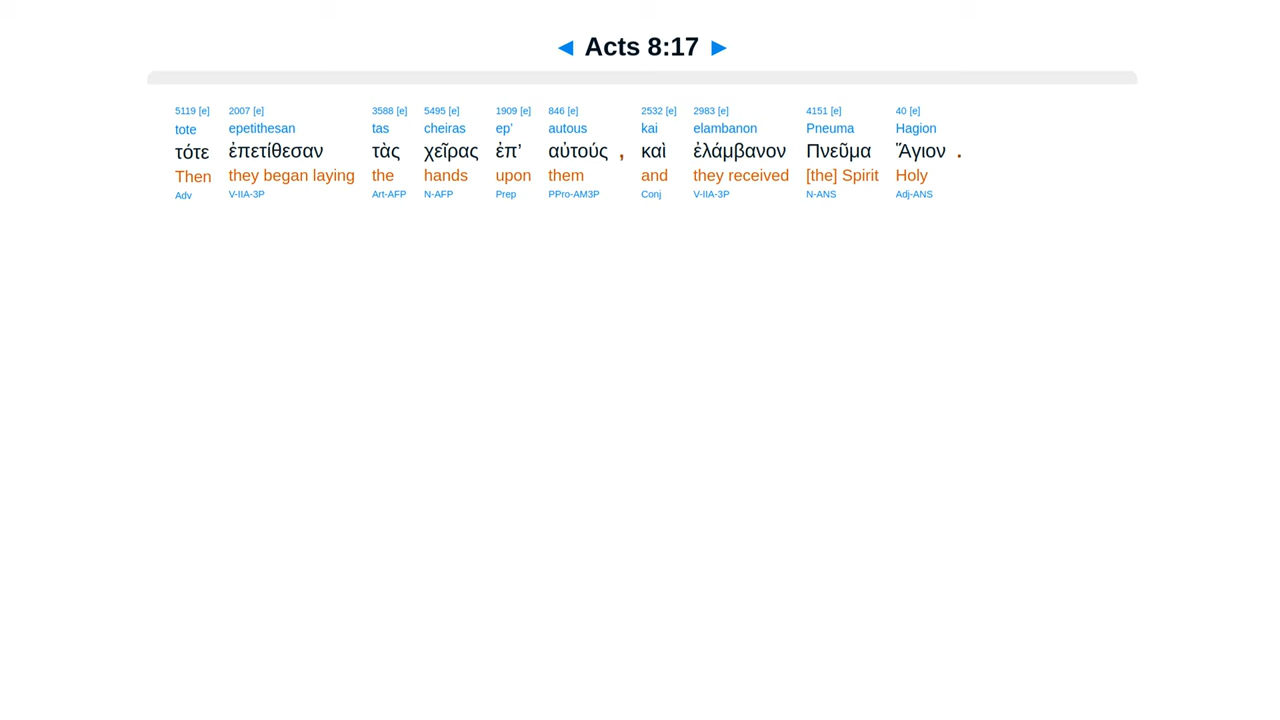 ◄ Acts 8:17 ►
5119 [e] 2007 [e] 3588 [e] 5495 [e] 1909 [e] 846 [e] 2532 [e] 2983 [e] 4151 [e] 40 [e]
tote epetithesan tas cheiras ep’ autous kai elambanon Pneuma Hagion
τότε ἐπετίθεσαν τὰς χεῖρας ἐπ’ αὐτούς , καὶ ἐλάμβανον Πνεῦμα Ἅγιον .
Then they began laying the hands upon them and they received [the] Spirit Holy
Adv V-IIA-3P Art-AFP N-AFP Prep PPro-AM3P Conj V-IIA-3P N-ANS Adj-ANS